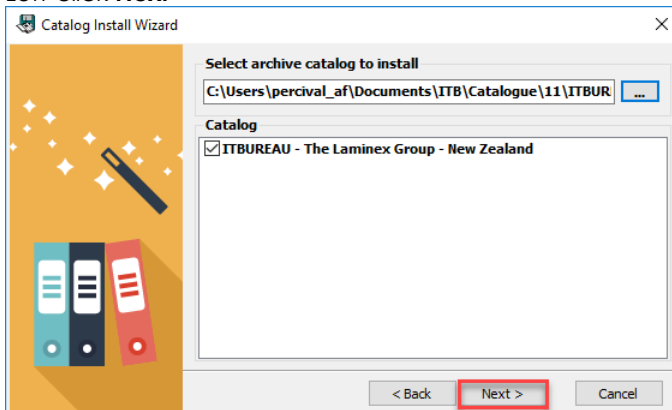 Catalog Install Wizard
Select archive catalog to install
C:\Users\percival_af\Documents\ITB\Catalogue\11\ITBUR
...
Catalog
ITBUREAU - The Laminex Group - New Zealand
< Back
Next >
Cancel